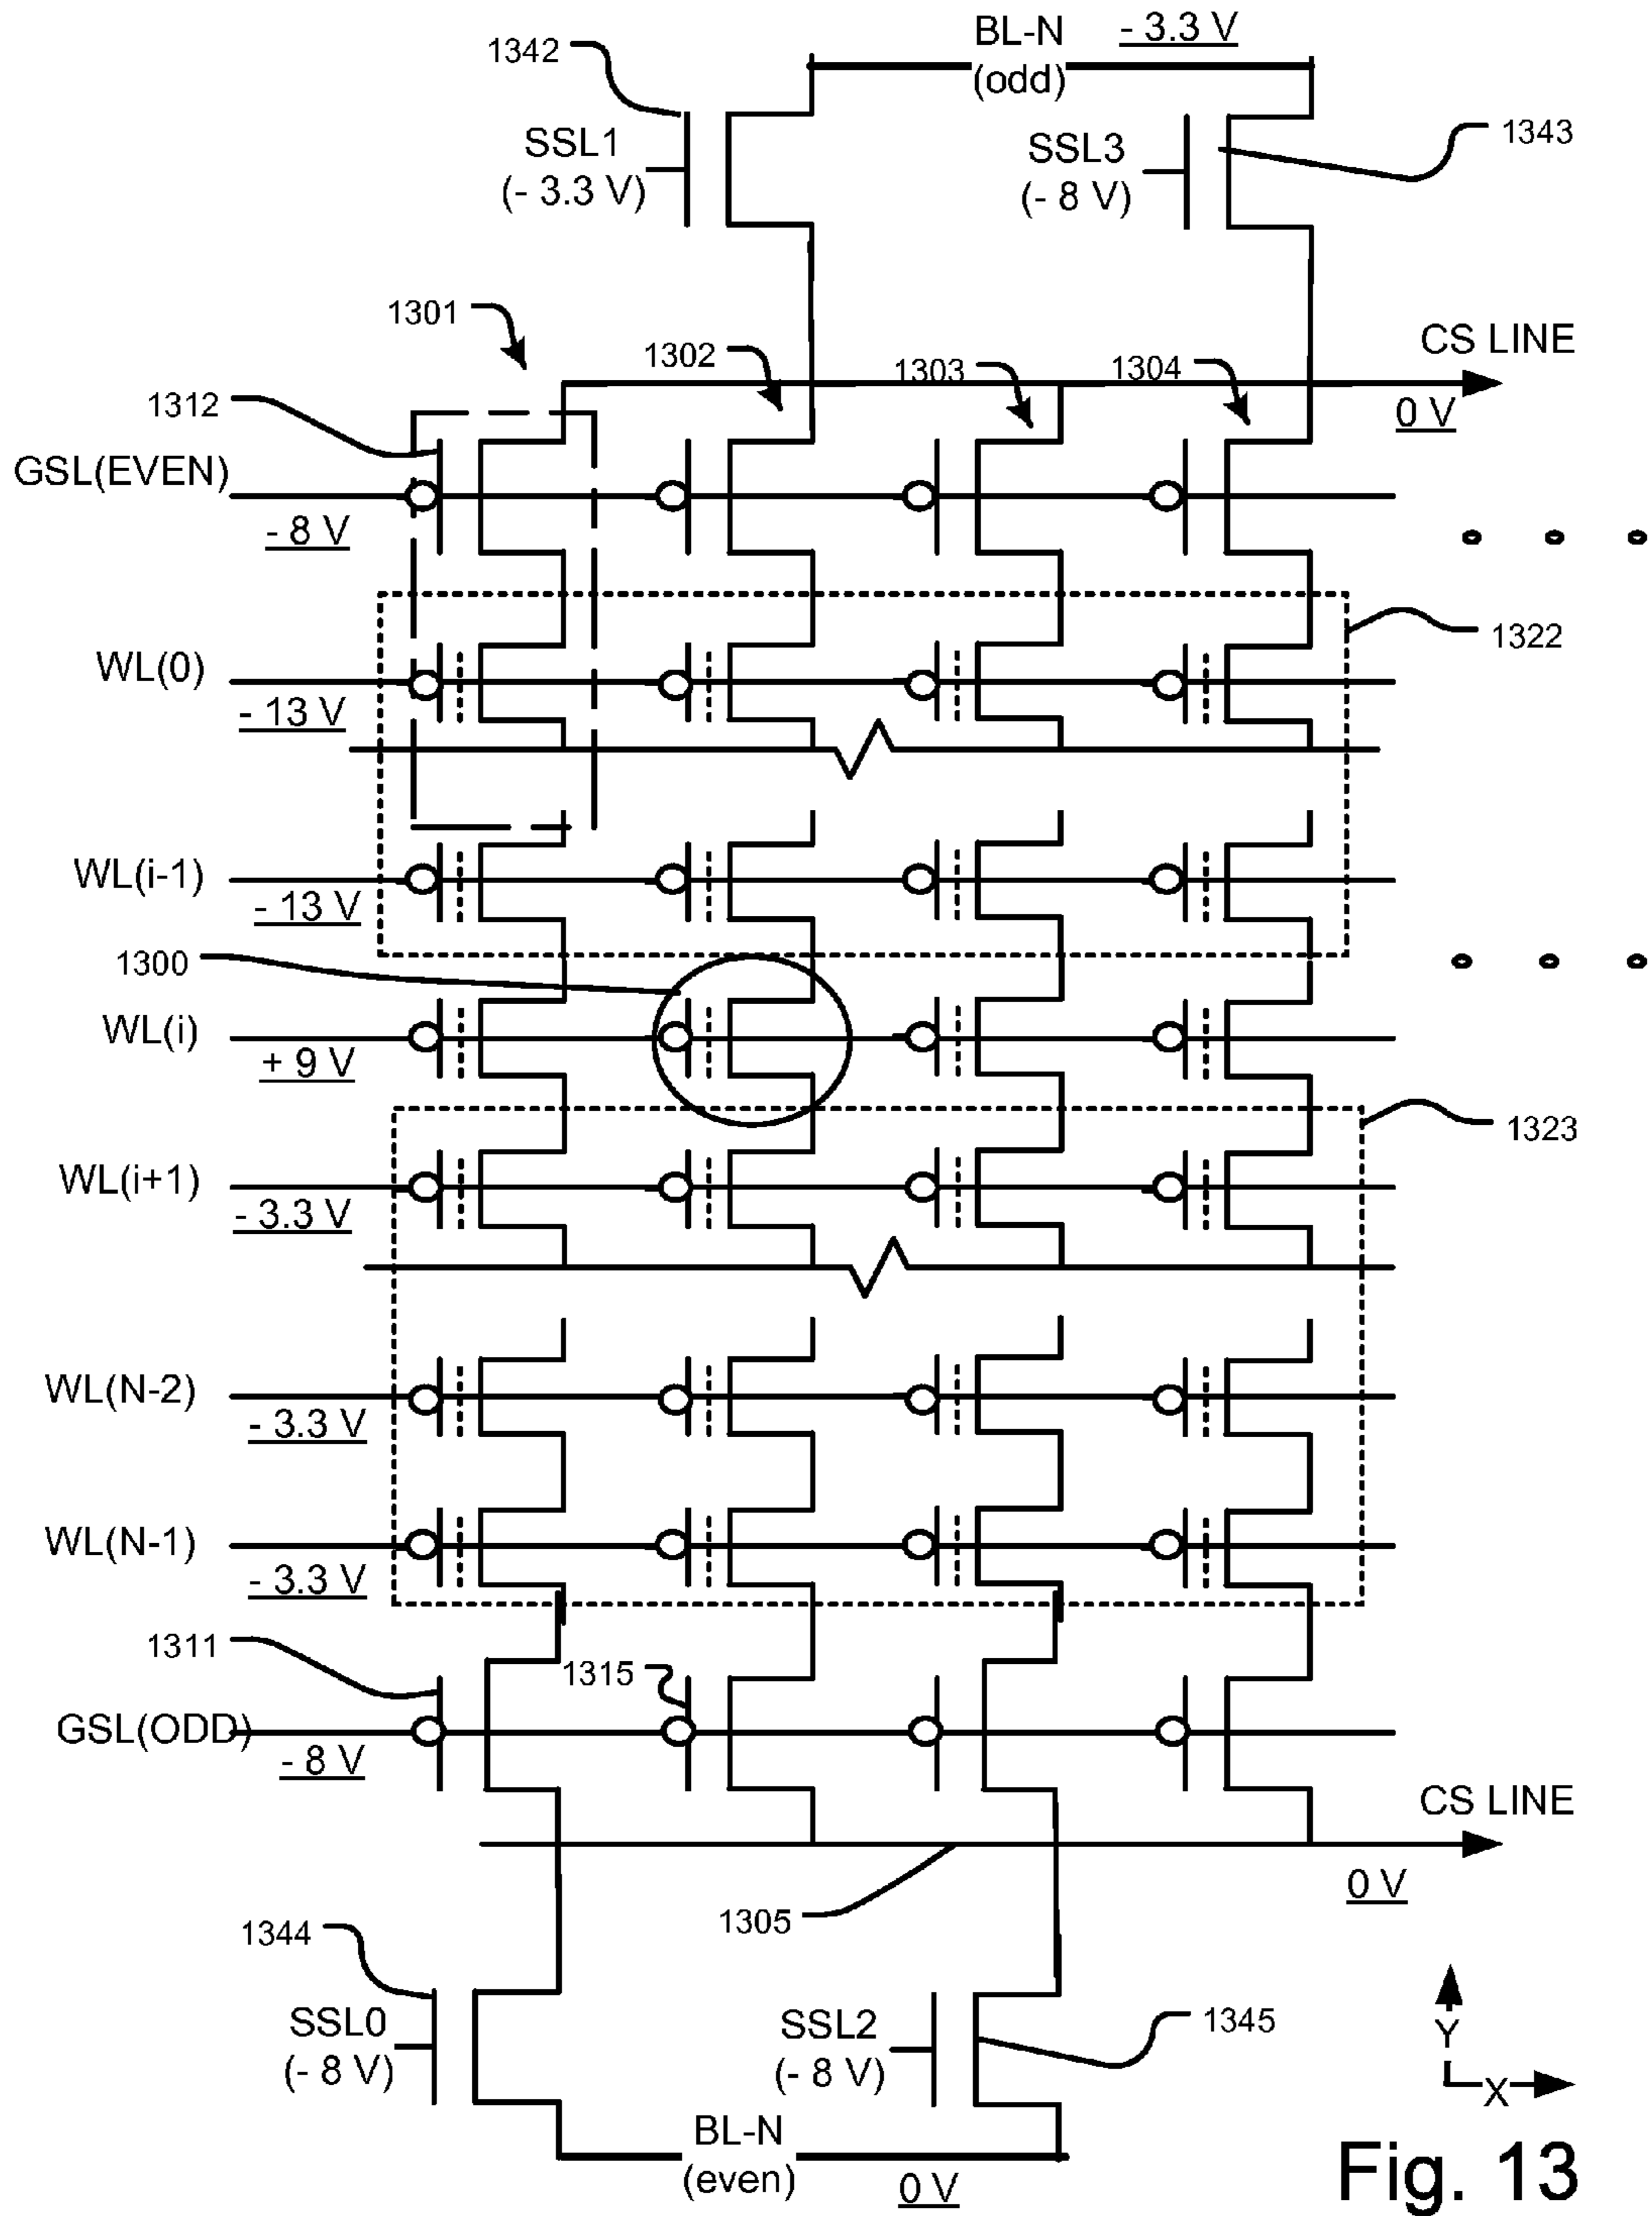 BL-N - 3.3 V
(odd)
1342
SSL1
(- 3.3 V)
SSL3
(- 8 V)
1343
1301
1302
1303
1304
CS LINE
0 V
1312
GSL(EVEN)
- 8 V
1322
WL(0)
- 13 V
WL(i-1)
- 13 V
1300
WL(i)
+ 9 V
1323
WL(i+1)
- 3.3 V
WL(N-2)
- 3.3 V
WL(N-1)
- 3.3 V
1311
1315
GSL(ODD)
- 8 V
CS LINE
0 V
1305
1344
SSL0
(- 8 V)
SSL2
(- 8 V)
1345
Y
X
BL-N
(even) 0 V
Fig. 13